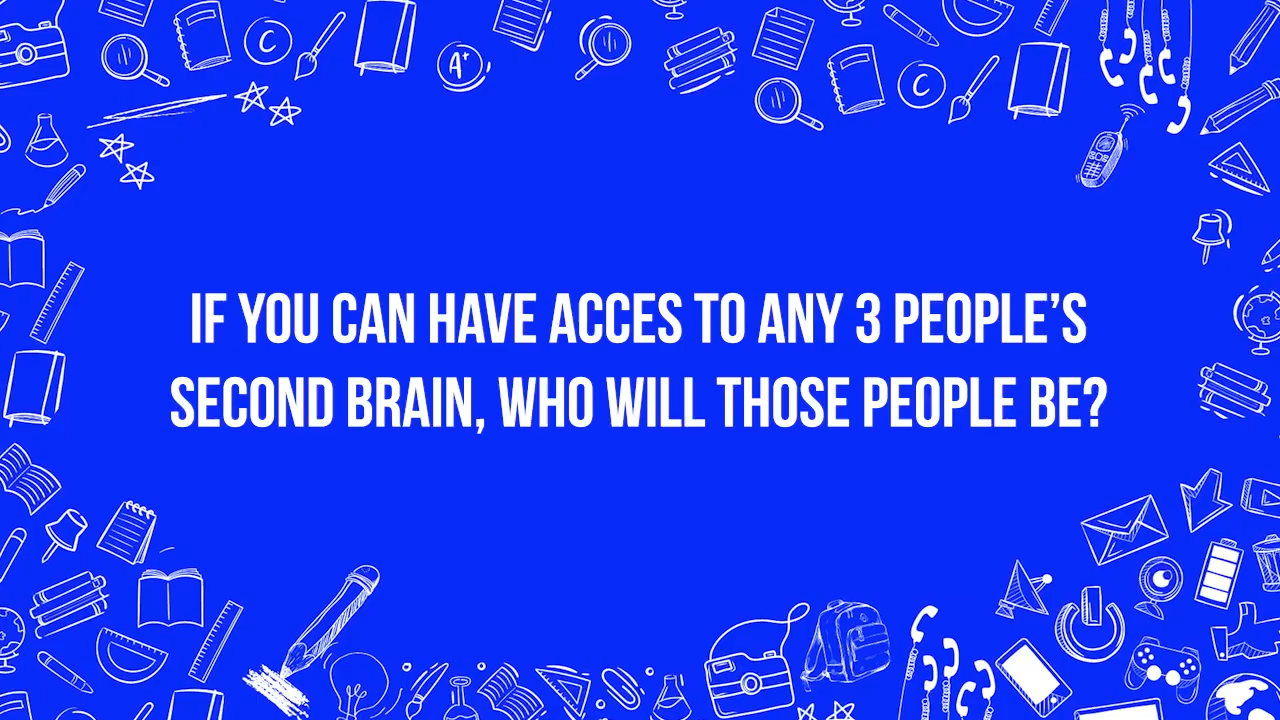 C
A+
C
IF YOU CAN HAVE ACCES TO ANY 3 PEOPLE'S
SECOND BRAIN, WHO WILL THOSE PEOPLE BE?